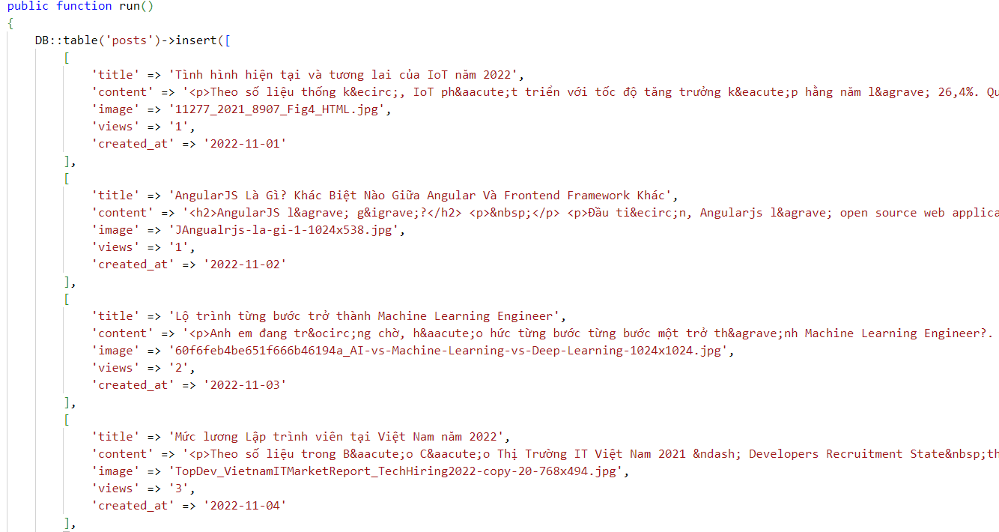 public function run()
{
DB::table('posts')->insert([
[
'title' => 'Tình hình hiện tại và tương lai của IoT năm 2022',
'content' => '<p>Theo số liệu thống k&ecirc;, IoT ph&aacute;t triển với tốc độ tăng trưởng k&eacute;p hằng năm l&agrave; 26,4%. Qu
'image' => '11277_2021_8907_Fig4_HTML.jpg',
'views' => '1',
'created_at' => '2022-11-01'
],
[
'title' => 'AngularJS Là Gì? Khác Biệt Nào Giữa Angular Và Frontend Framework Khác',
'content' => '<h2>AngularJS l&agrave; g&igrave;?</h2> <p>&nbsp;</p> <p>Đầu ti&ecirc;n, Angularjs l&agrave; open source web applica
'image' => 'JAngualrjs-la-gi-1-1024x538.jpg',
'views' => '1',
'created_at' => '2022-11-02'
],
[
'title' => 'Lộ trình từng bước trở thành Machine Learning Engineer',
'content' => '<p>Anh em đang tr&ocirc;ng chờ, h&aacute;o hức từng bước từng bước một trở th&agrave;nh Machine Learning Engineer?.
'image' => '60f6feb4be651f666b46194a_AI-vs-Machine-Learning-vs-Deep-Learning-1024x1024.jpg',
'views' => '2',
'created_at' => '2022-11-03'
],
[
'title' => 'Mức lương Lập trình viên tại Việt Nam năm 2022',
'content' => '<p>Theo số liệu trong B&aacute;o C&aacute;o Thị Trường IT Việt Nam 2021 &ndash; Developers Recruitment State&nbsp;th
'image' => 'TopDev_VietnamITMarketReport_TechHiring2022-copy-20-768x494.jpg',
'views' => '3',
'created_at' => '2022-11-04'
],